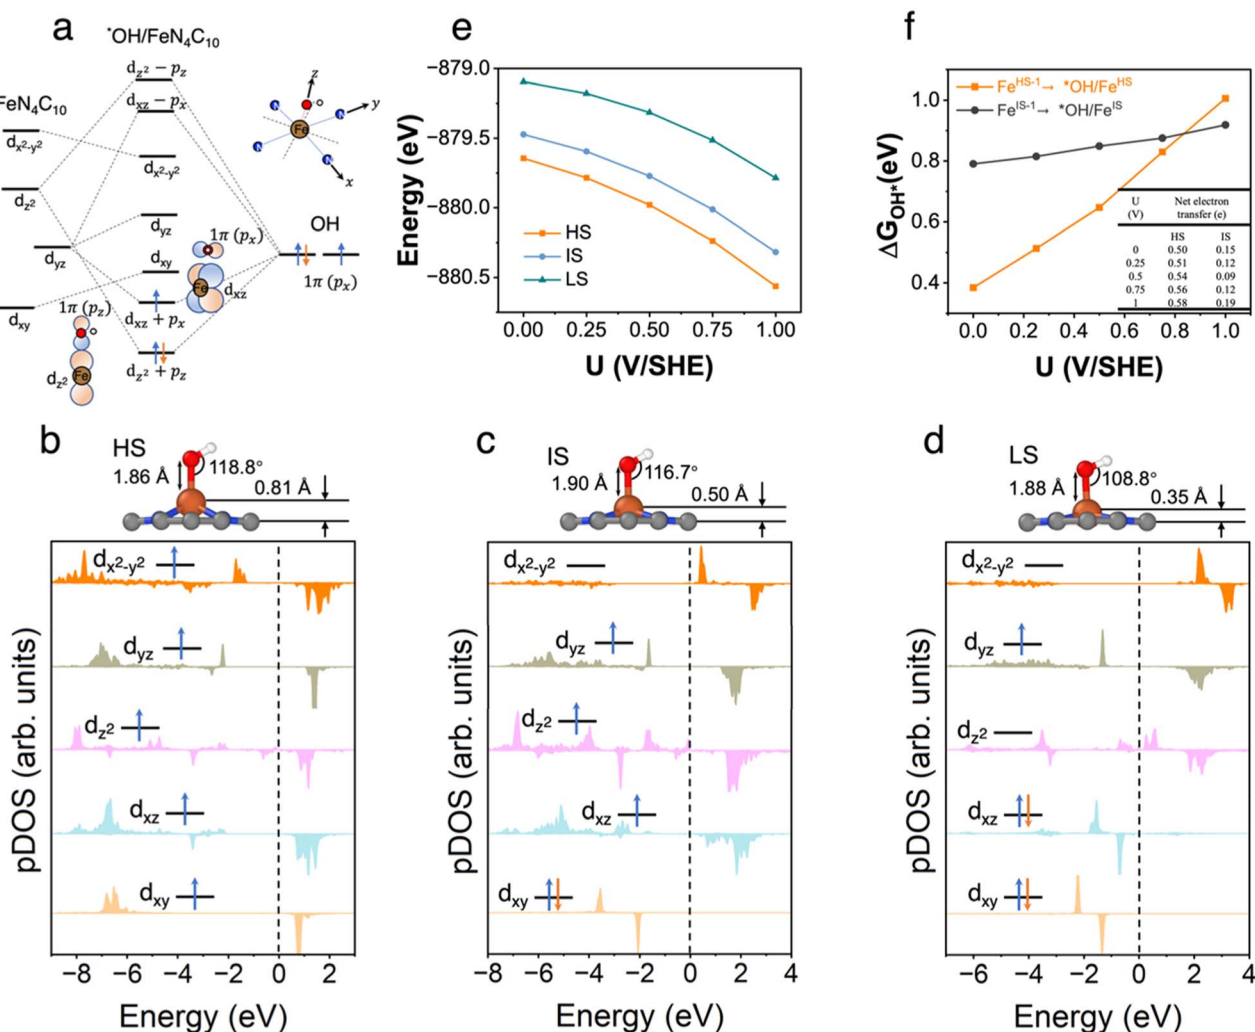 a
*OH/FeN4C10
dz2 − pz
dxz − px
FeN4C10
dx2-y2
dx2-y2
dz2
dyz
dyz
dxy
dxy
dxz + px
dz2 + pz
1π (px)
dxz
Fe
1π (pz)
dz2
Fe
OH
1π (px)
z
y
x
O
N
N
N
N
Fe
e
Energy (eV)
−879.0
−879.5
−880.0
−880.5
HS
IS
LS
0.00 0.25 0.50 0.75 1.00
U (V/SHE)
f
ΔGOH*(eV)
1.0
0.8
0.6
0.4
FeHS-1→ *OH/FeHS
FeIS-1→ *OH/FeIS
U Net electron
(V) transfer (e)
HS IS
0 0.50 0.15
0.25 0.51 0.12
0.5 0.54 0.09
0.75 0.56 0.12
1 0.58 0.19
0.0 0.2 0.4 0.6 0.8 1.0
U (V/SHE)
b
HS
1.86 Å
118.8°
0.81 Å
dx2-y2
dyz
dz2
dxz
dxy
pDOS (arb. units)
−8 −6 −4 −2 0 2
Energy (eV)
c
IS
1.90 Å
116.7°
0.50 Å
dx2-y2
dyz
dz2
dxz
dxy
pDOS (arb. units)
−8 −6 −4 −2 0 2 4
Energy (eV)
d
LS
1.88 Å
108.8°
0.35 Å
dx2-y2
dyz
dz2
dxz
dxy
pDOS (arb. units)
−6 −4 −2 0 2 4
Energy (eV)